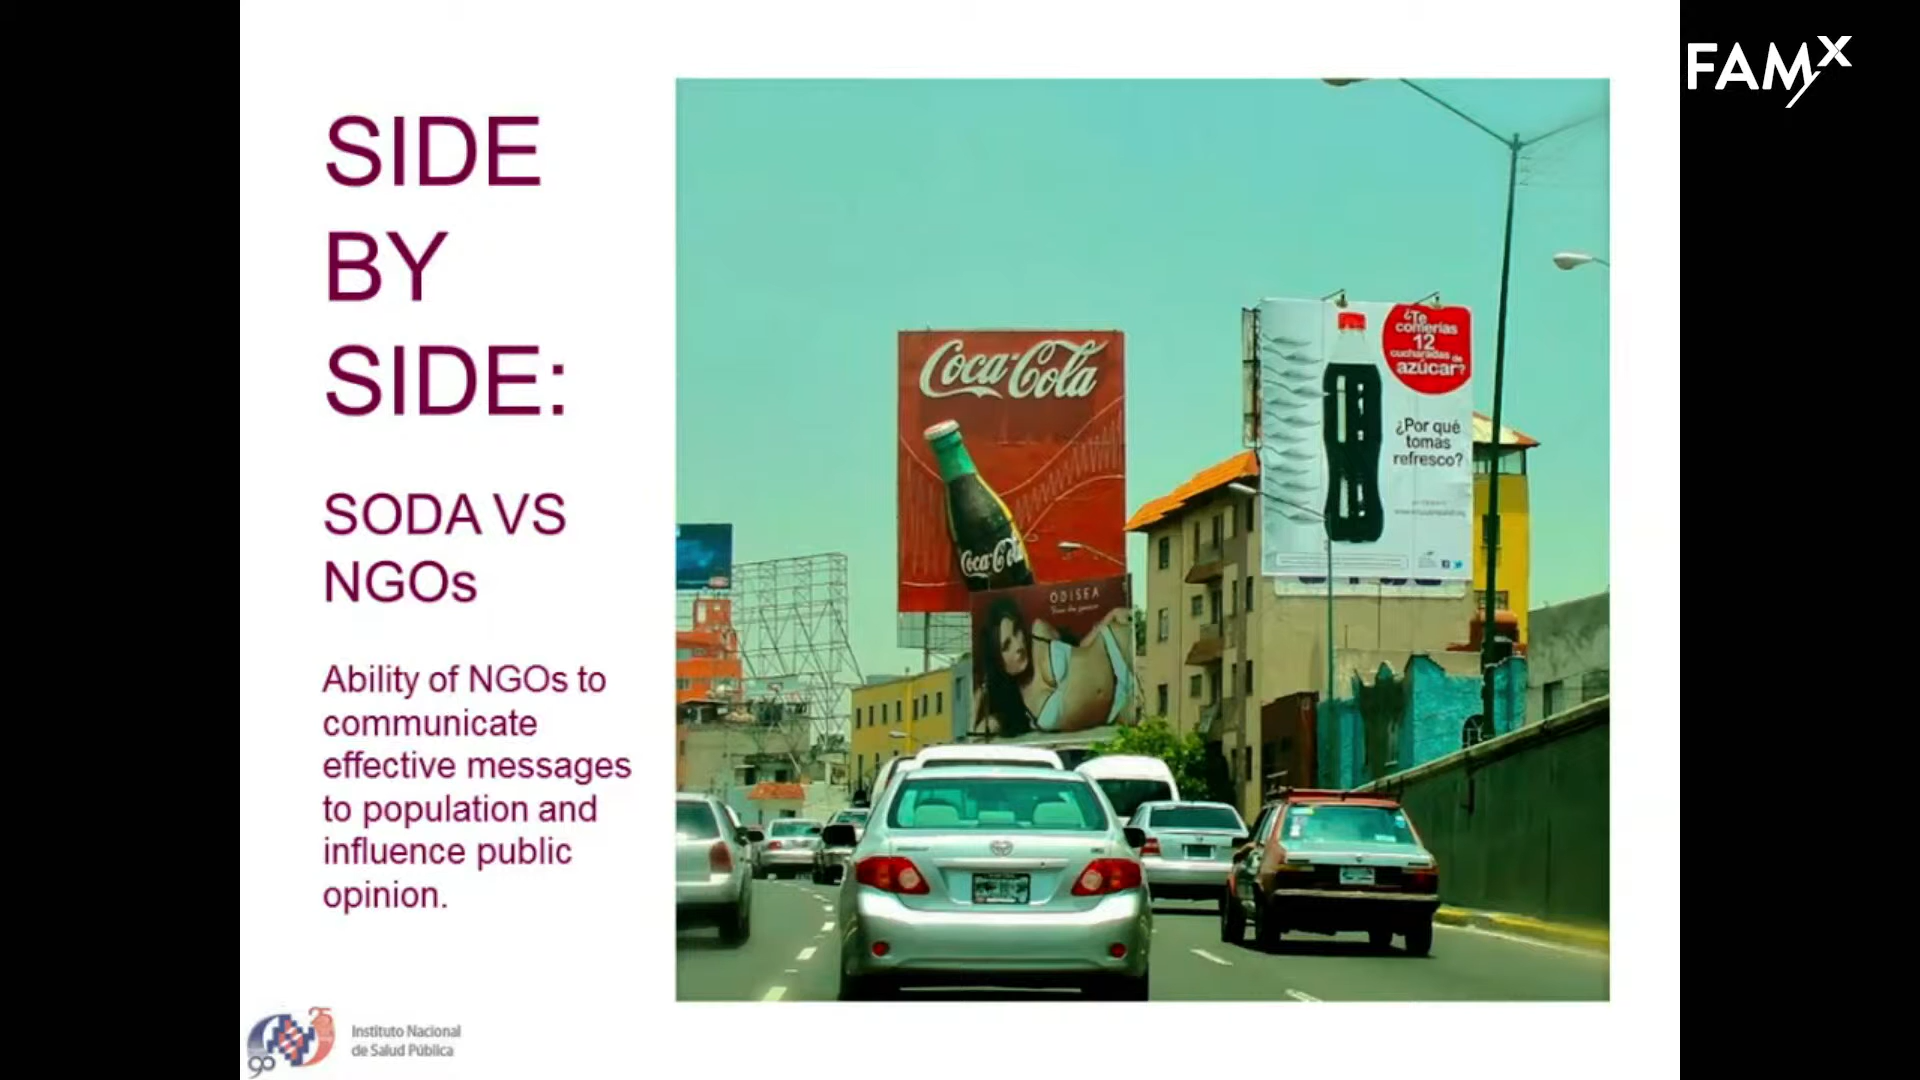 FAMX
SIDE
BY
SIDE:
SODA VS
NGOs
Ability of NGOs to
communicate
effective messages
to population and
influence public
opinion.
Coca-Cola
Coca-Cola
ODISEA
¿Te
comerías
12
cucharadas de
azúcar?
¿Por qué
tomas
refresco?
25
90
Instituto Nacional
de Salud Pública